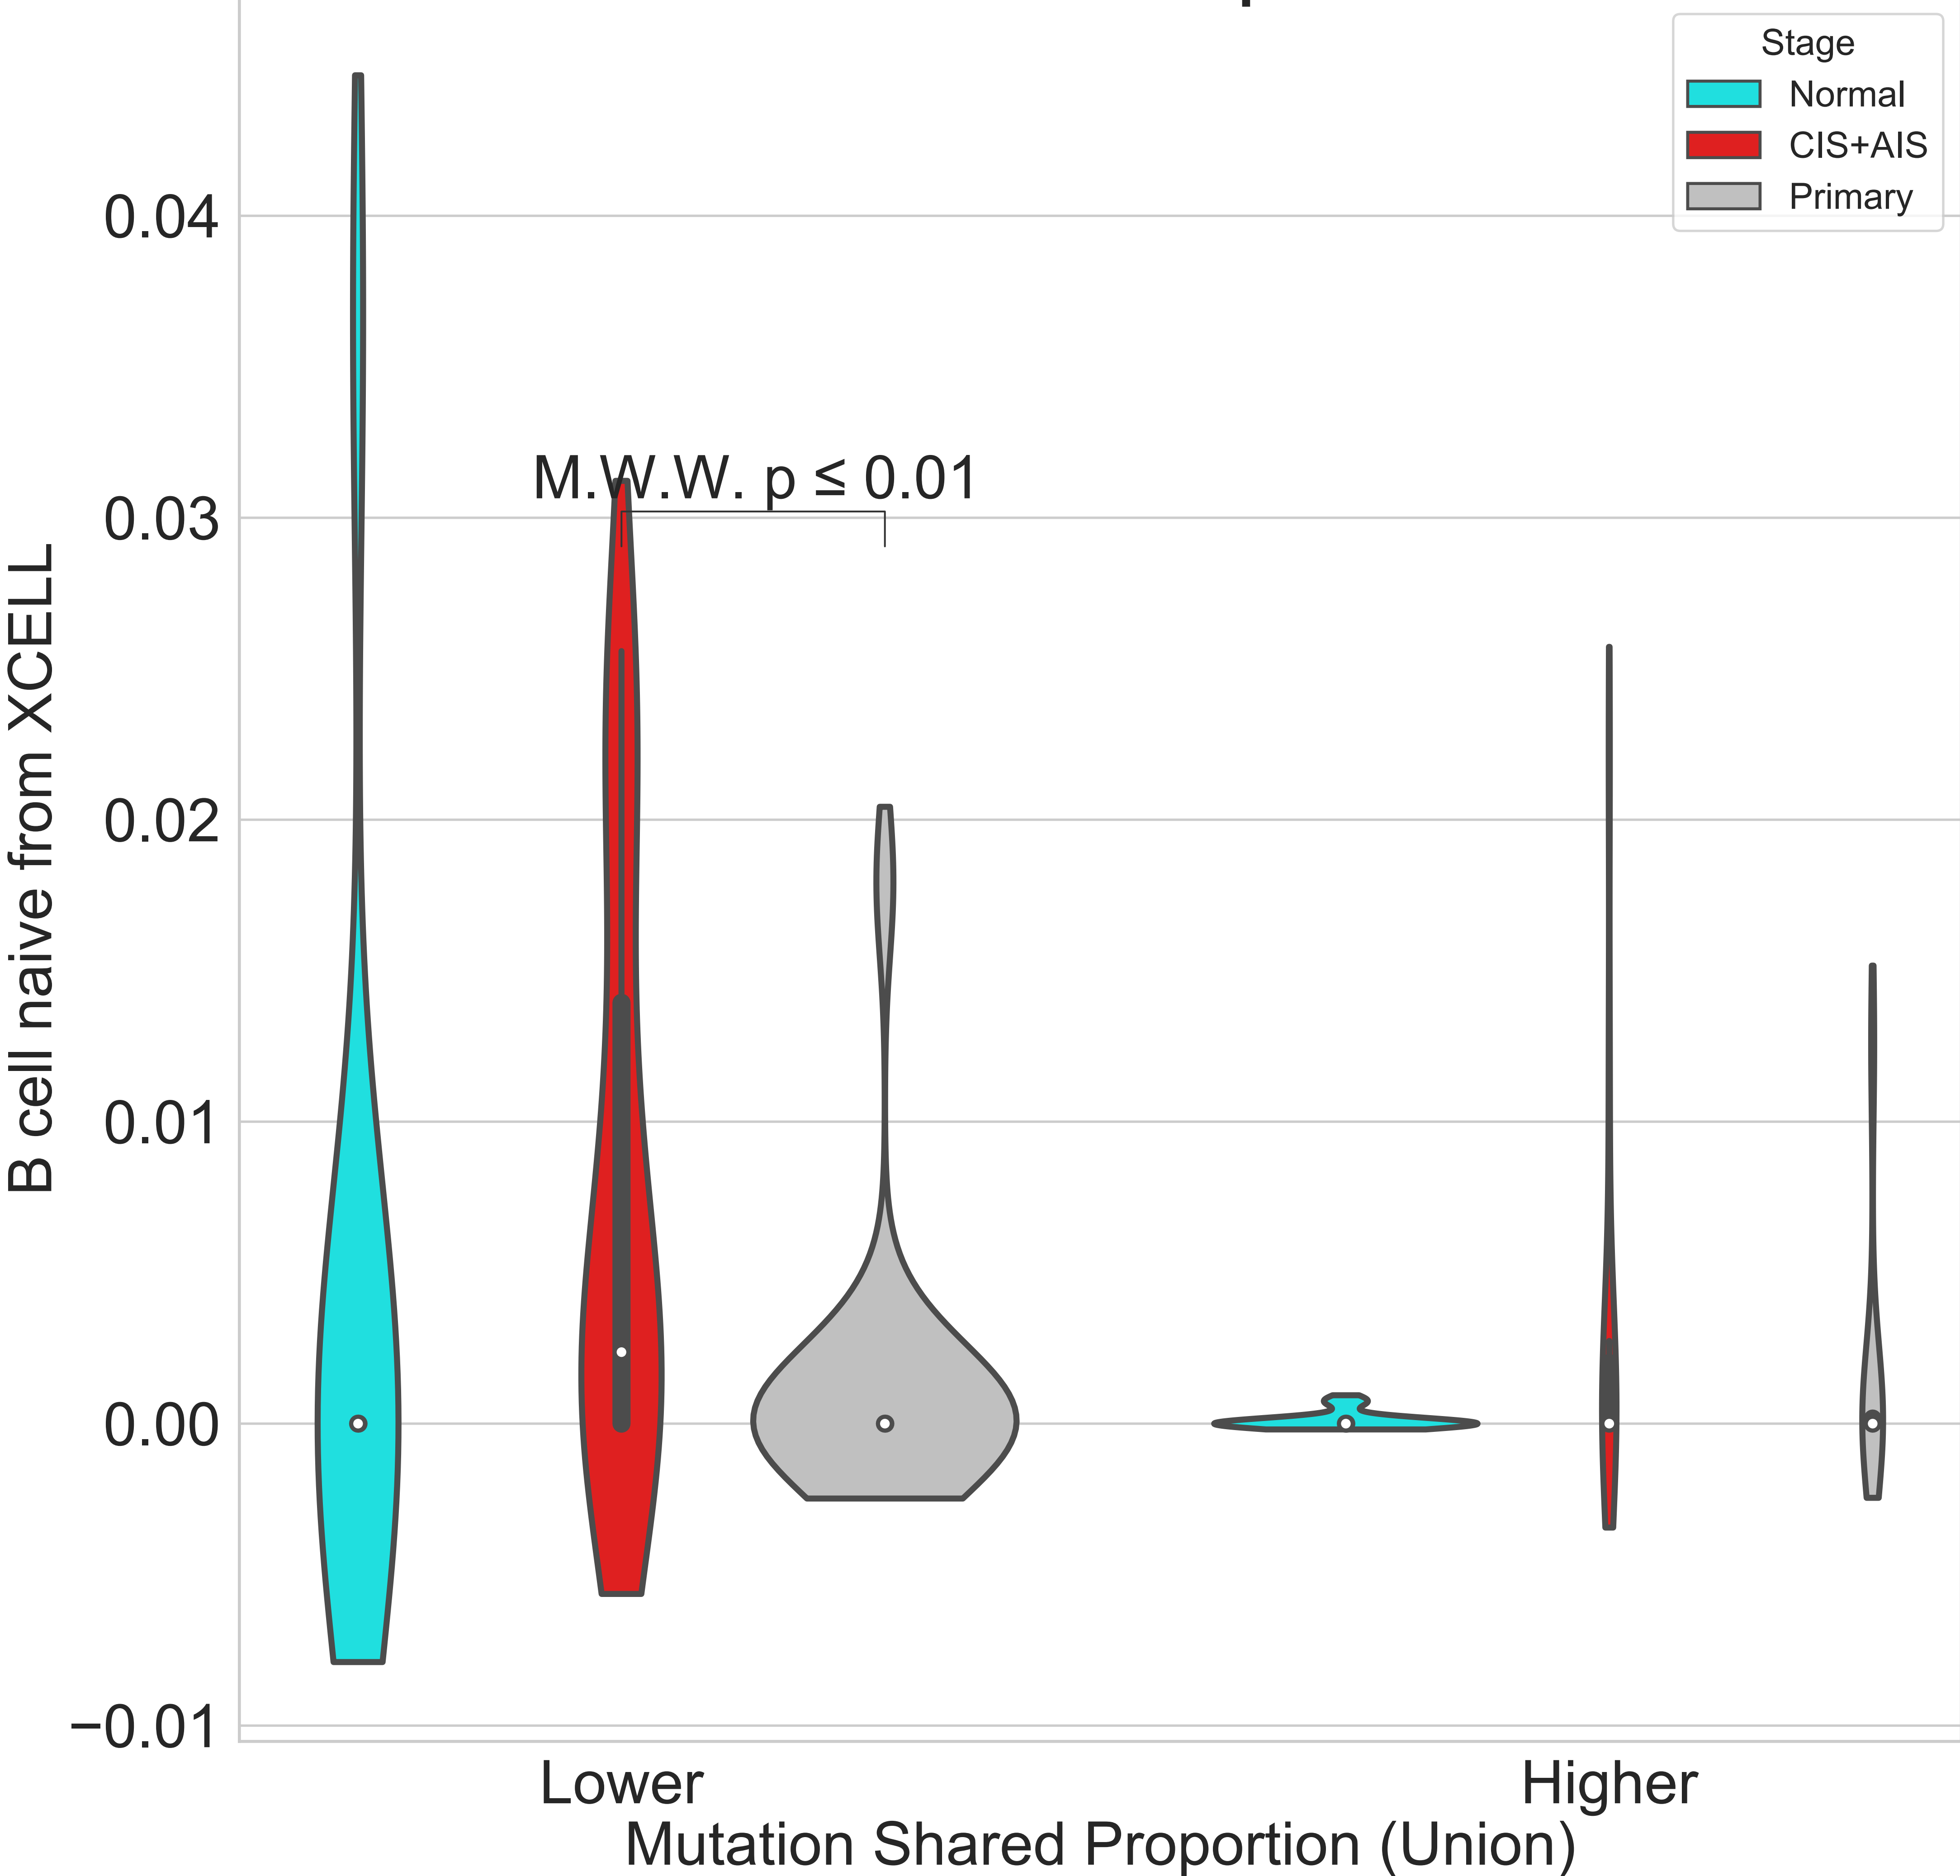 Stage
Normal
CIS+AIS
Primary
0.04
0.03
0.02
0.01
0.00
−0.01
B cell naive from XCELL
M.W.W. p ≤ 0.01
Lower
Higher
Mutation Shared Proportion (Union)